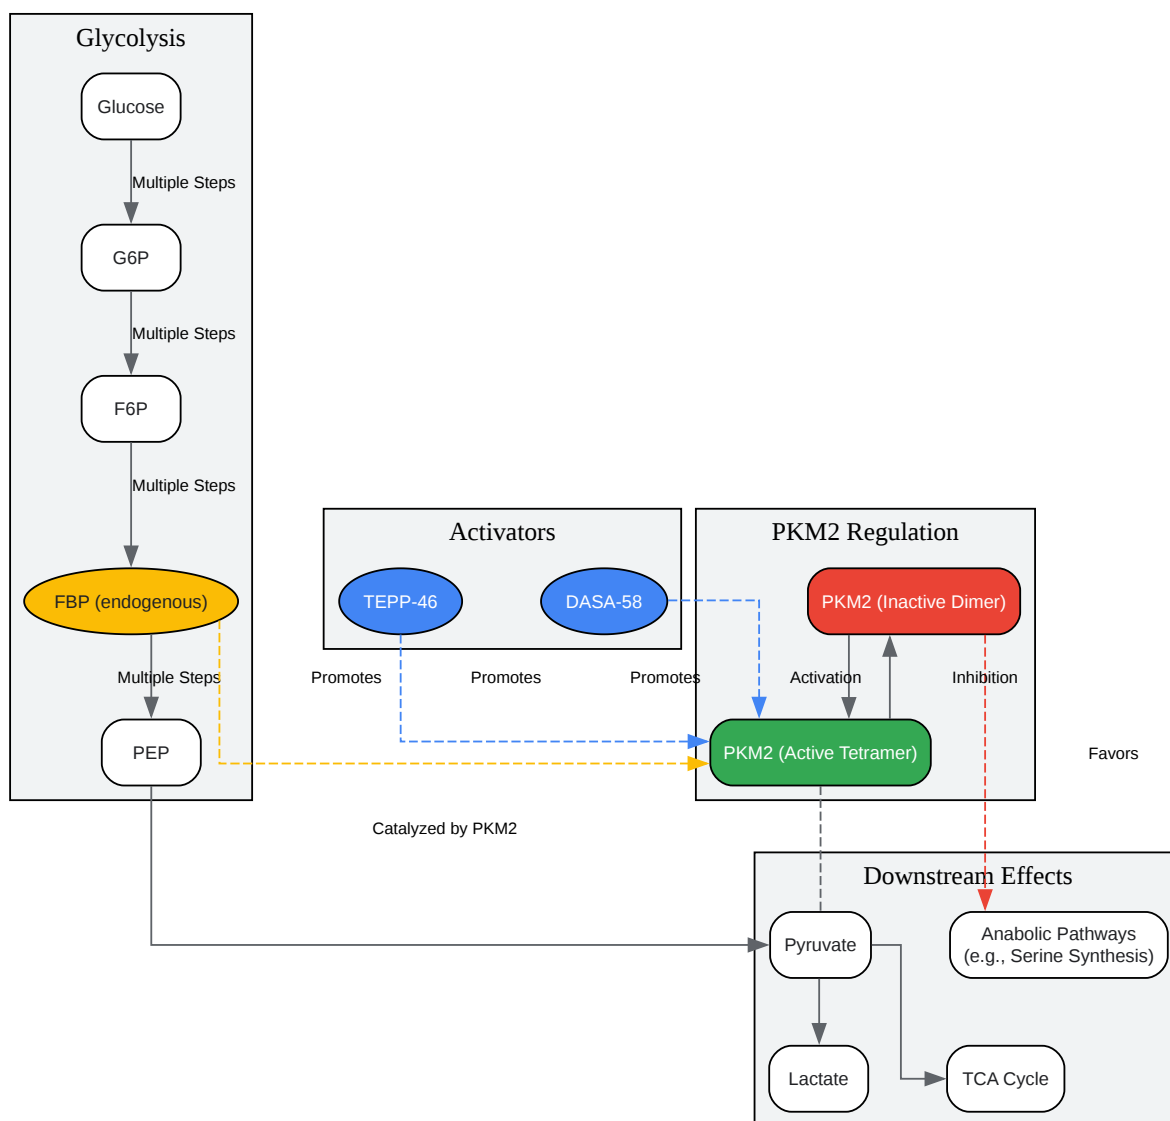 Glycolysis
Glucose
Multiple Steps
G6P
Multiple Steps
F6P
Multiple Steps
FBP (endogenous)
Multiple Steps
PEP
Activators
TEPP-46
DASA-58
Promotes
Promotes
Promotes
PKM2 Regulation
PKM2 (Inactive Dimer)
Activation
Inhibition
PKM2 (Active Tetramer)
Favors
Catalyzed by PKM2
Downstream Effects
Pyruvate
Anabolic Pathways
(e.g., Serine Synthesis)
Lactate
TCA Cycle